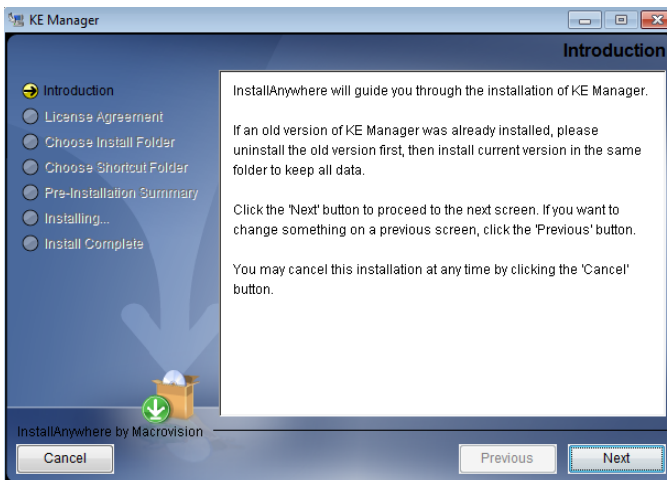 KE Manager
Introduction
Introduction
License Agreement
Choose Install Folder
Choose Shortcut Folder
Pre-Installation Summary
Installing...
Install Complete
InstallAnywhere will guide you through the installation of KE Manager.
If an old version of KE Manager was already installed, please
uninstall the old version first, then install current version in the same
folder to keep all data.
Click the 'Next' button to proceed to the next screen. If you want to
change something on a previous screen, click the 'Previous' button.
You may cancel this installation at any time by clicking the 'Cancel'
button.
InstallAnywhere by Macrovision
Cancel
Previous
Next